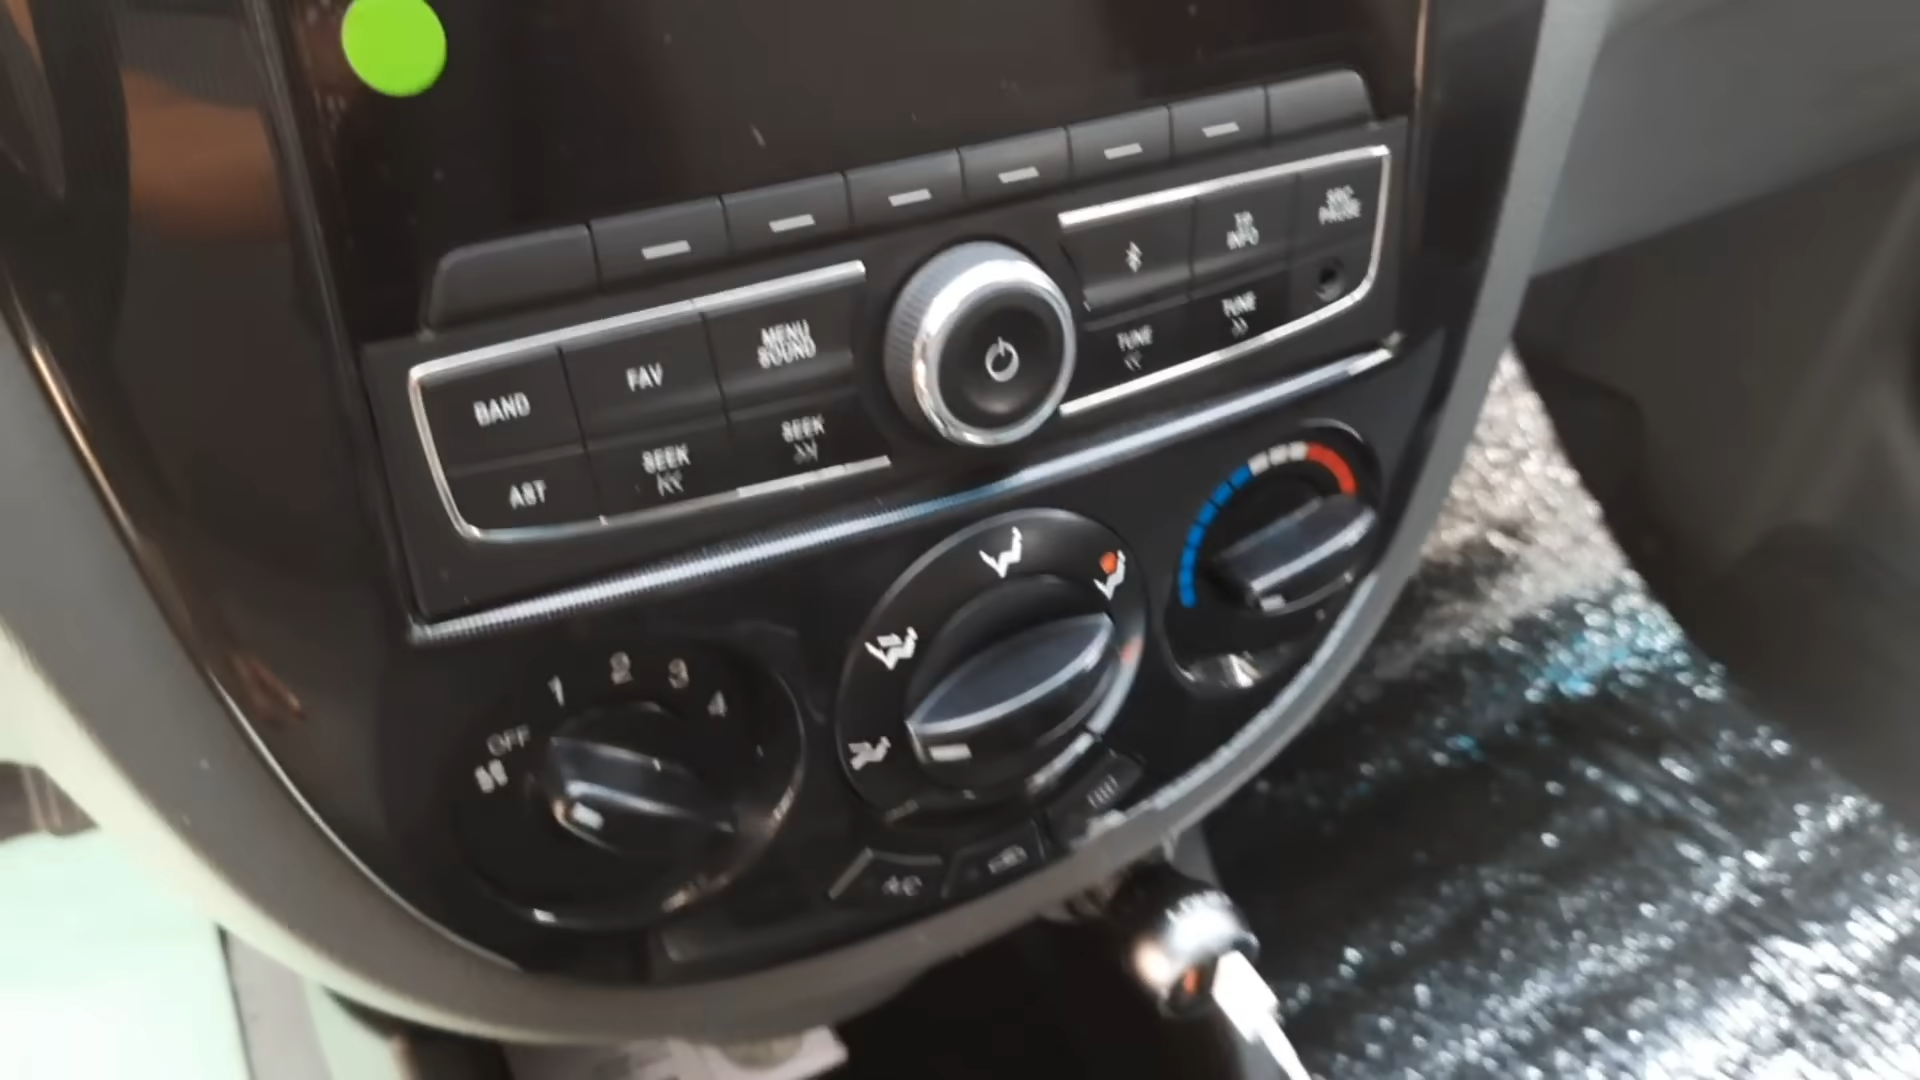 SRC
PAUSE
TP
INFO
MENU
SOUND
FAV
BAND
TUNE
TUNE
SEEK
SEEK
AST
1 2 3 4
OFF
A/C